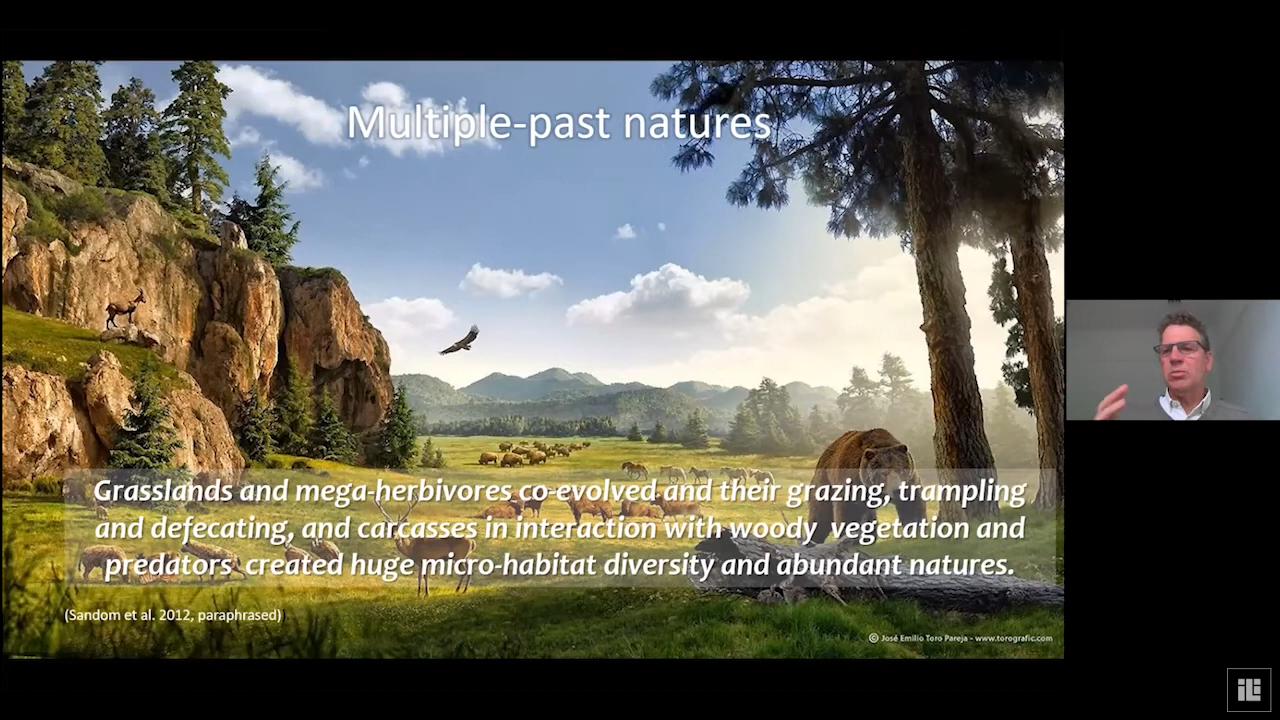 Multiple-past natures
Grasslands and mega-herbivores co-evolved and their grazing, trampling
and defecating, and carcasses in interaction with woody vegetation and
predators created huge micro-habitat diversity and abundant natures.
(Sandom et al. 2012, paraphrased)
© José Emilio Toro Pareja - www.torografic.com